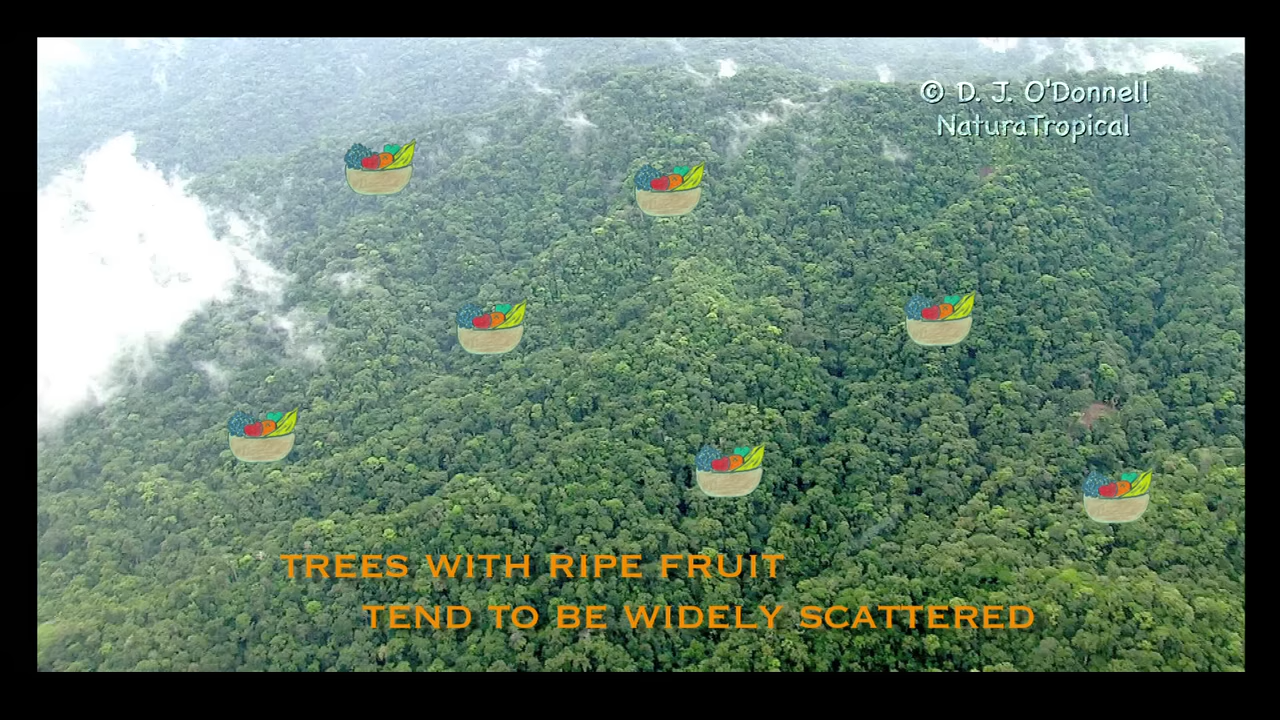 © D. J. O'Donnell
NaturaTropical
TREES WITH RIPE FRUIT
TEND TO BE WIDELY SCATTERED